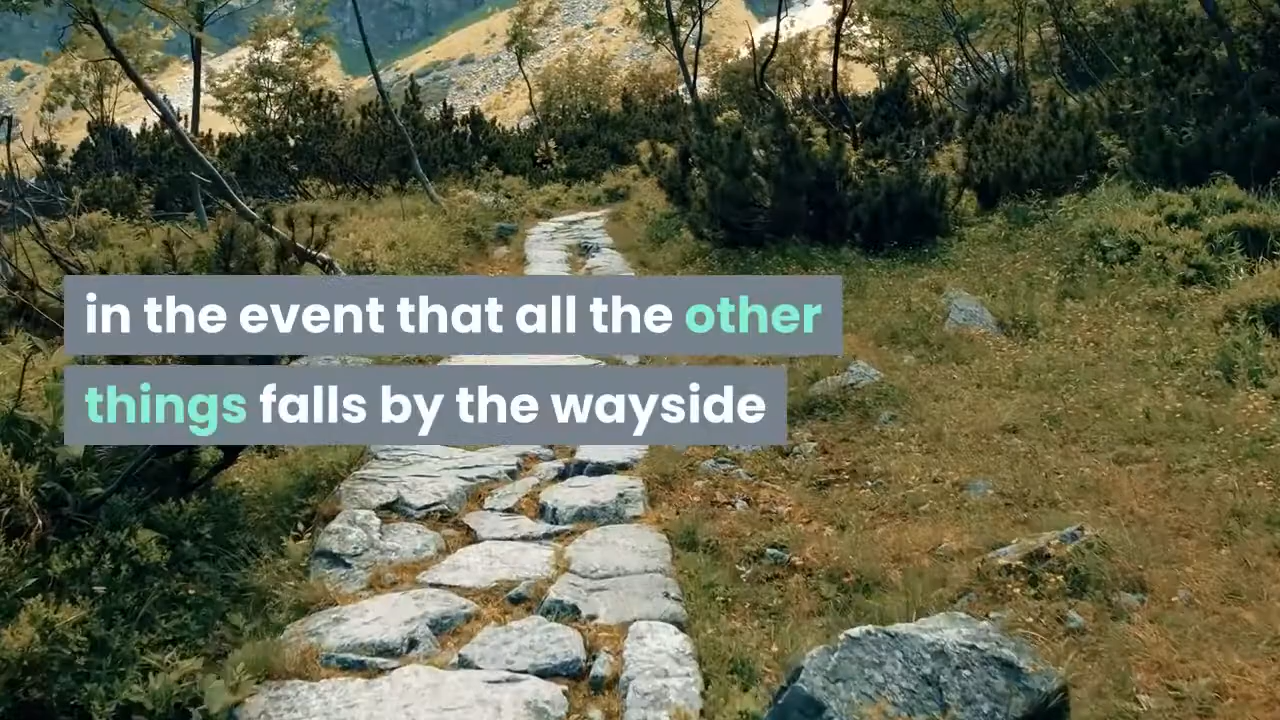 in the event that all the other
things falls by the wayside